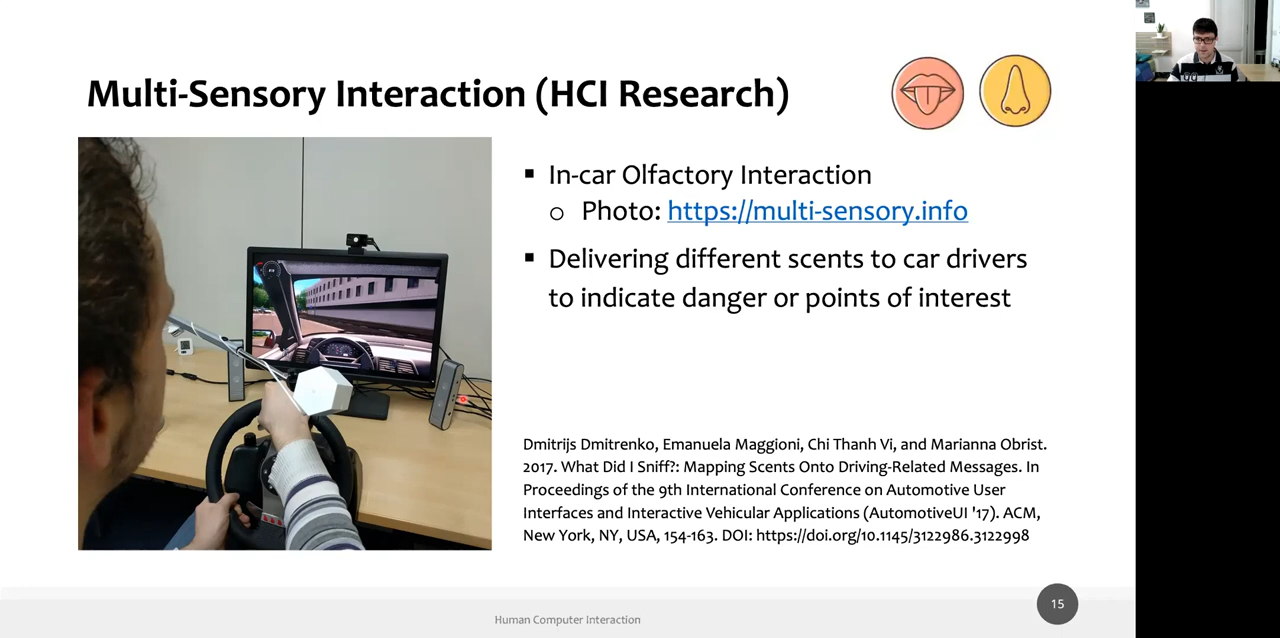 Multi-Sensory Interaction (HCI Research)
▪ In-car Olfactory Interaction
o Photo: https://multi-sensory.info
▪ Delivering different scents to car drivers
to indicate danger or points of interest
Dmitrijs Dmitrenko, Emanuela Maggioni, Chi Thanh Vi, and Marianna Obrist.
2017. What Did I Sniff?: Mapping Scents Onto Driving-Related Messages. In
Proceedings of the 9th International Conference on Automotive User
Interfaces and Interactive Vehicular Applications (AutomotiveUI '17). ACM,
New York, NY, USA, 154-163. DOI: https://doi.org/10.1145/3122986.3122998
Human Computer Interaction
15